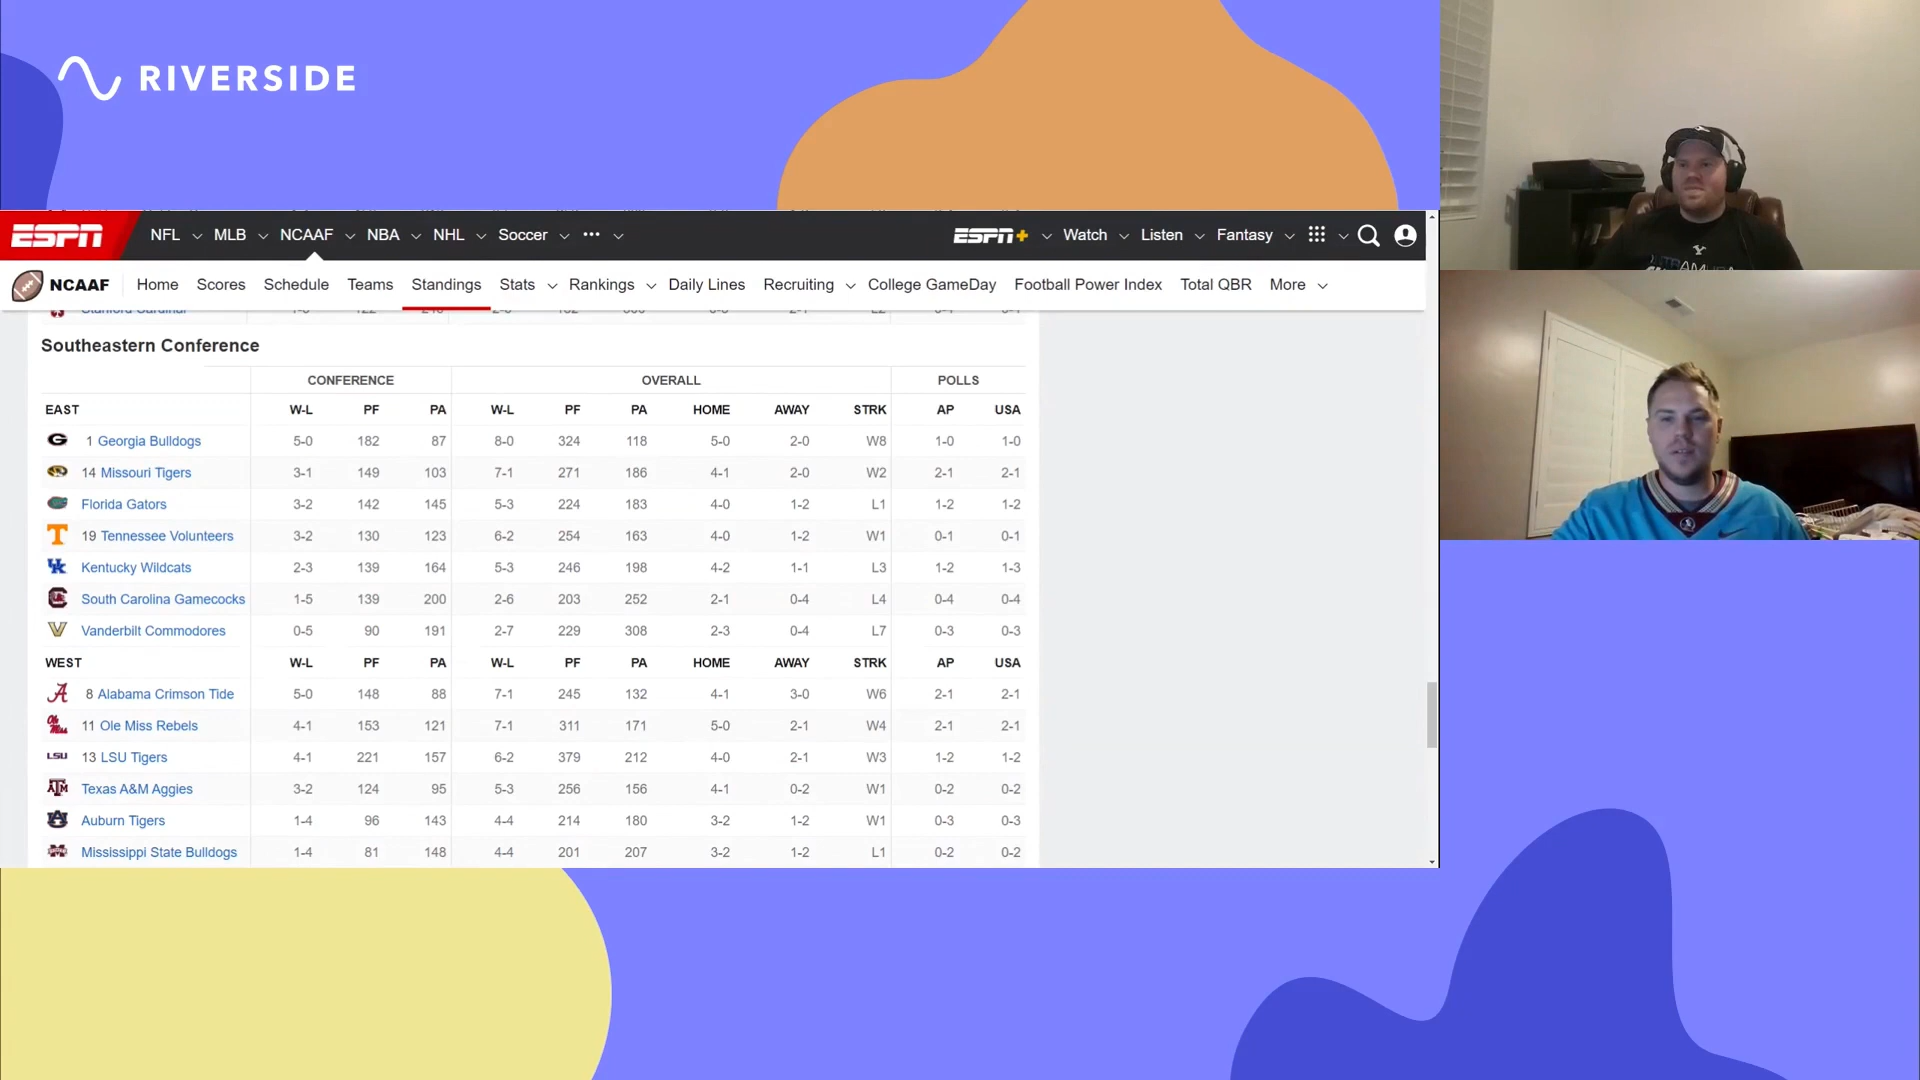 RIVERSIDE
ESPN NFL MLB NCAAF NBA NHL Soccer ••• ESPN+ Watch Listen Fantasy
NCAAF Home Scores Schedule Teams Standings Stats Rankings Daily Lines Recruiting College GameDay Football Power Index Total QBR More
Stanford Cardinal
Southeastern Conference
CONFERENCE OVERALL POLLS
EAST W-L PF PA W-L PF PA HOME AWAY STRK AP USA
1 Georgia Bulldogs 5-0 182 87 8-0 324 118 5-0 2-0 W8 1-0 1-0
14 Missouri Tigers 3-1 149 103 7-1 271 186 4-1 2-0 W2 2-1 2-1
Florida Gators 3-2 142 145 5-3 224 183 4-0 1-2 L1 1-2 1-2
19 Tennessee Volunteers 3-2 130 123 6-2 254 163 4-0 1-2 W1 0-1 0-1
Kentucky Wildcats 2-3 139 164 5-3 246 198 4-2 1-1 L3 1-2 1-3
South Carolina Gamecocks 1-5 139 200 2-6 203 252 2-1 0-4 L4 0-4 0-4
Vanderbilt Commodores 0-5 90 191 2-7 229 308 2-3 0-4 L7 0-3 0-3
WEST W-L PF PA W-L PF PA HOME AWAY STRK AP USA
8 Alabama Crimson Tide 5-0 148 88 7-1 245 132 4-1 3-0 W6 2-1 2-1
11 Ole Miss Rebels 4-1 153 121 7-1 311 171 5-0 2-1 W4 2-1 2-1
LSU 13 LSU Tigers 4-1 221 157 6-2 379 212 4-0 2-1 W3 1-2 1-2
Texas A&M Aggies 3-2 124 95 5-3 256 156 4-1 0-2 W1 0-2 0-2
Auburn Tigers 1-4 96 143 4-4 214 180 3-2 1-2 W1 0-3 0-3
Mississippi State Bulldogs 1-4 81 148 4-4 201 207 3-2 1-2 L1 0-2 0-2